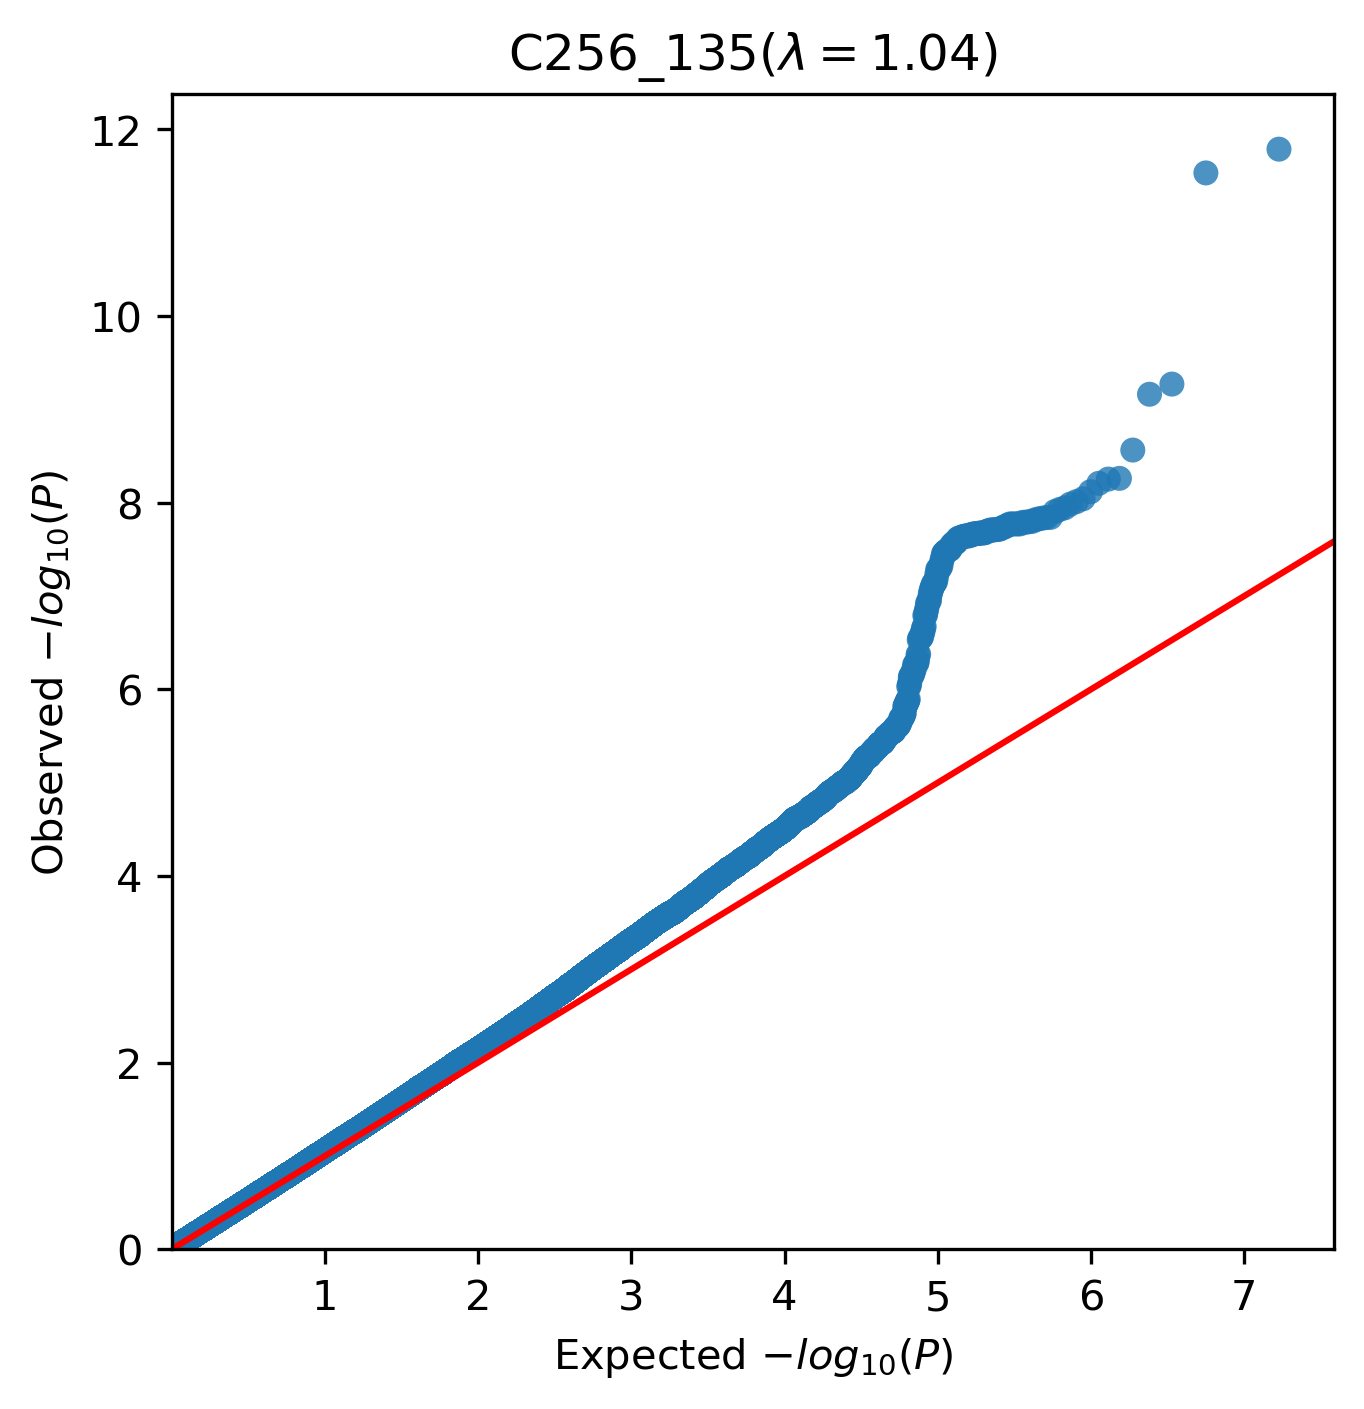 C256_135(λ = 1.04)
12
10
8
6
4
2
0
Observed −log₁₀(P)
1 2 3 4 5 6 7
Expected −log₁₀(P)